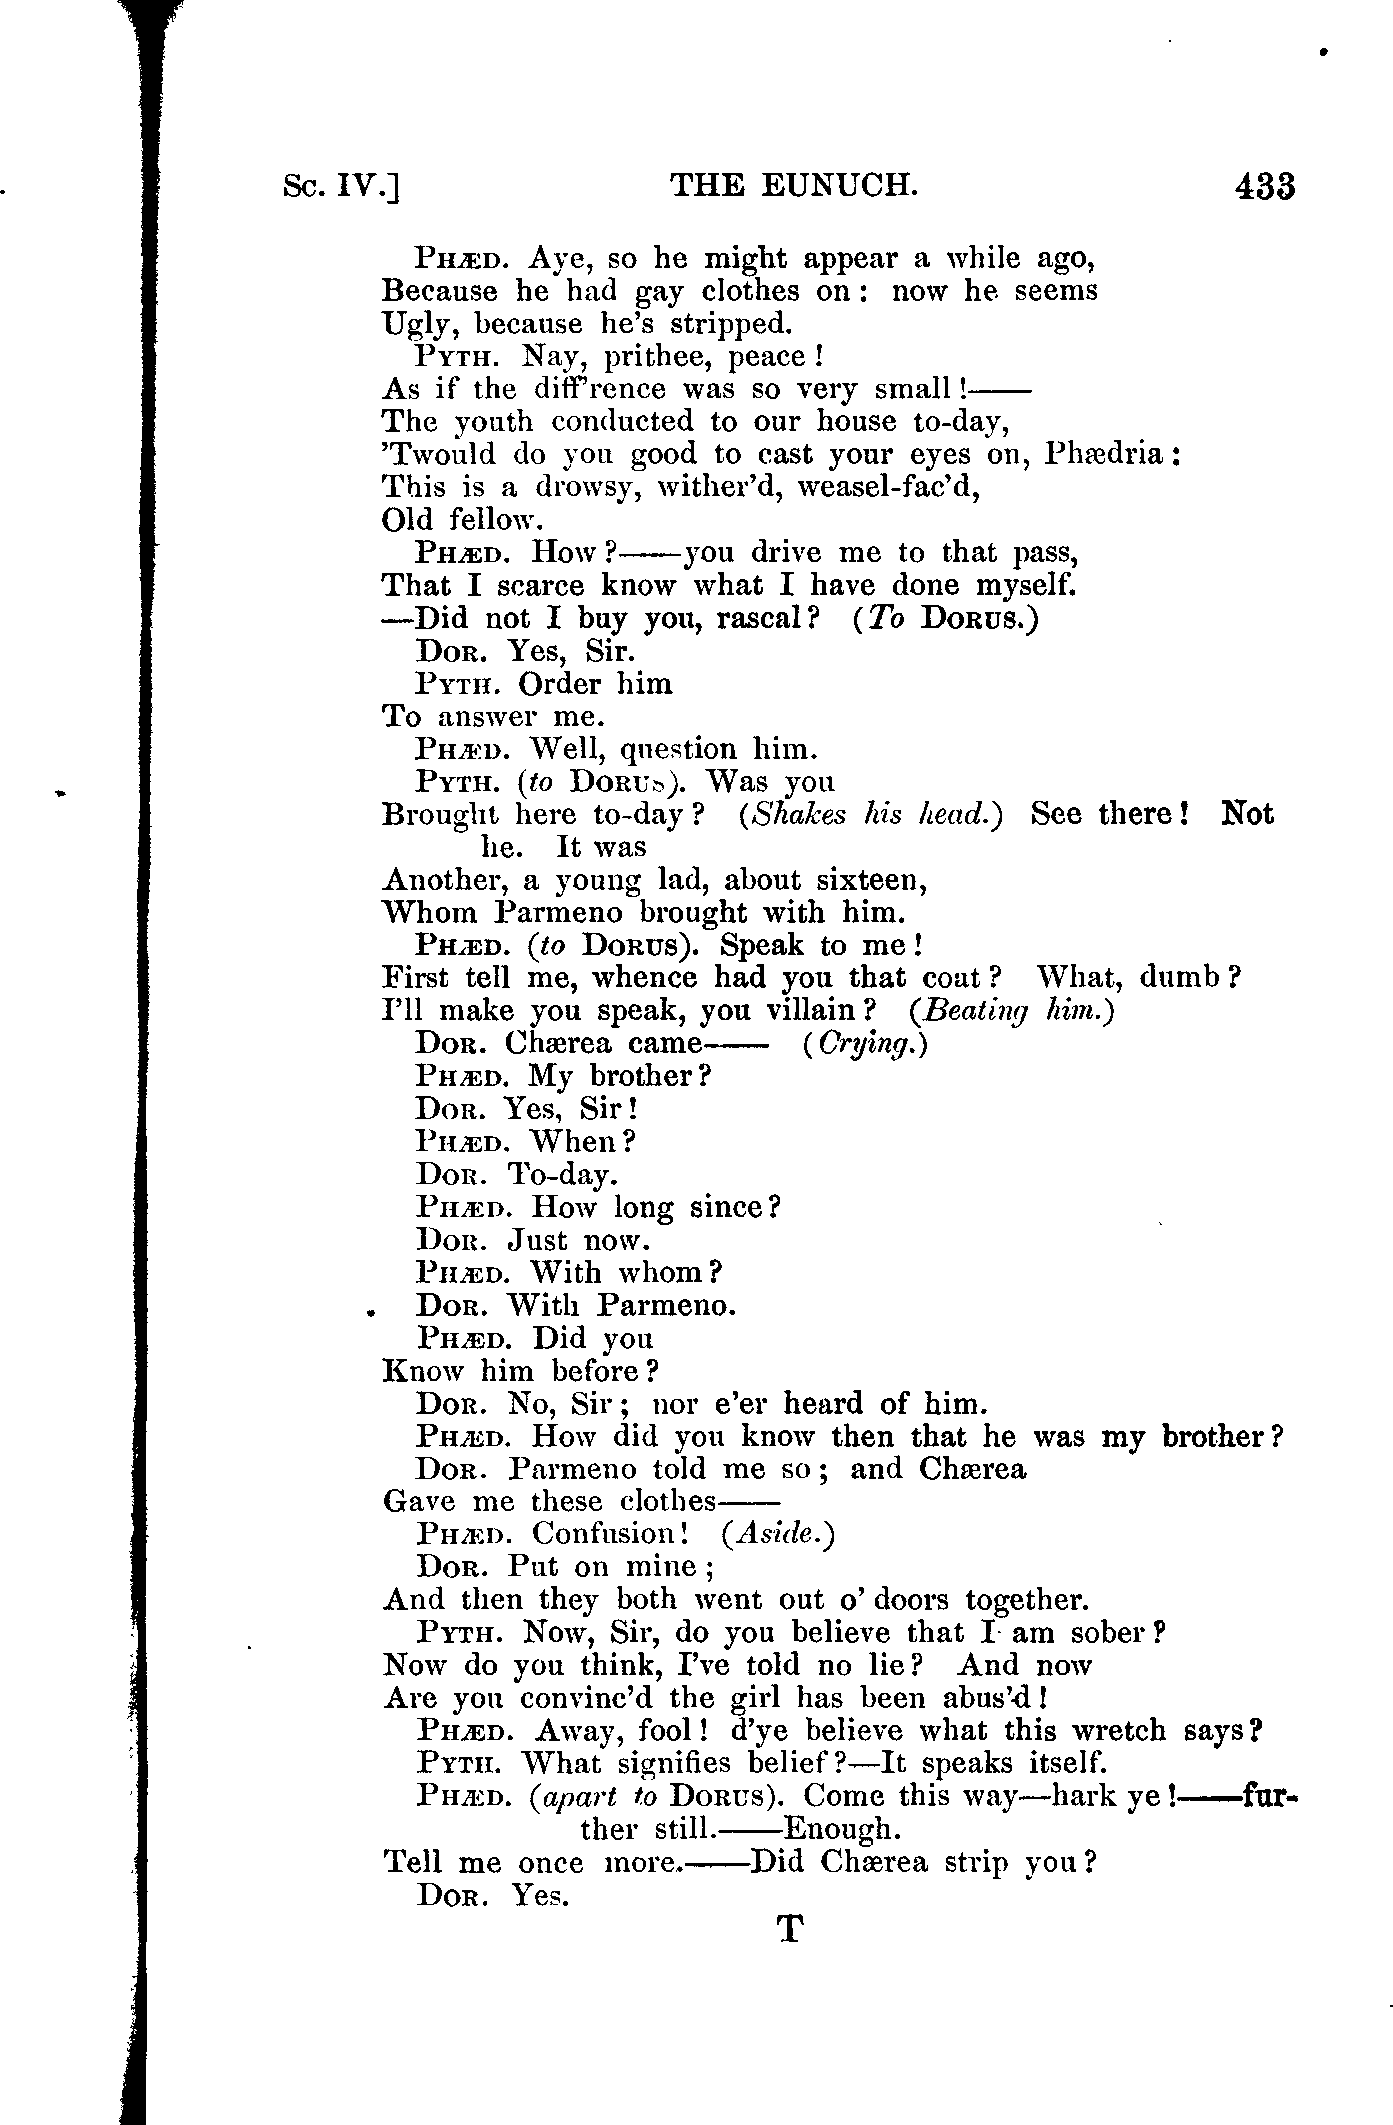 Sc. IV.] THE EUNUCH. 433
PHÆD. Aye, so he might appear a while ago,
Because he had gay clothes on: now he seems
Ugly, because he's stripped.
PYTH. Nay, prithee, peace!
As if the diff'rence was so very small!——
The youth conducted to our house to-day,
'Twould do you good to cast your eyes on, Phædria:
This is a drowsy, wither'd, weasel-fac'd,
Old fellow.
PHÆD. How?——you drive me to that pass,
That I scarce know what I have done myself.
—Did not I buy you, rascal? (To DORUS.)
DOR. Yes, Sir.
PYTH. Order him
To answer me.
PHÆD. Well, question him.
PYTH. (to DORUS). Was you
Brought here to-day? (Shakes his head.) See there! Not
he. It was
Another, a young lad, about sixteen,
Whom Parmeno brought with him.
PHÆD. (to DORUS). Speak to me!
First tell me, whence had you that coat? What, dumb?
I'll make you speak, you villain? (Beating him.)
DOR. Chærea came—— (Crying.)
PHÆD. My brother?
DOR. Yes, Sir!
PHÆD. When?
DOR. To-day.
PHÆD. How long since?
DOR. Just now.
PHÆD. With whom?
DOR. With Parmeno.
PHÆD. Did you
Know him before?
DOR. No, Sir; nor e'er heard of him.
PHÆD. How did you know then that he was my brother?
DOR. Parmeno told me so; and Chærea
Gave me these clothes——
PHÆD. Confusion! (Aside.)
DOR. Put on mine;
And then they both went out o' doors together.
PYTH. Now, Sir, do you believe that I am sober?
Now do you think, I've told no lie? And now
Are you convinc'd the girl has been abus'd!
PHÆD. Away, fool! d'ye believe what this wretch says?
PYTH. What signifies belief?—It speaks itself.
PHÆD. (apart to DORUS). Come this way—hark ye!——fur-
ther still.——Enough.
Tell me once more.——Did Chærea strip you?
DOR. Yes.
T